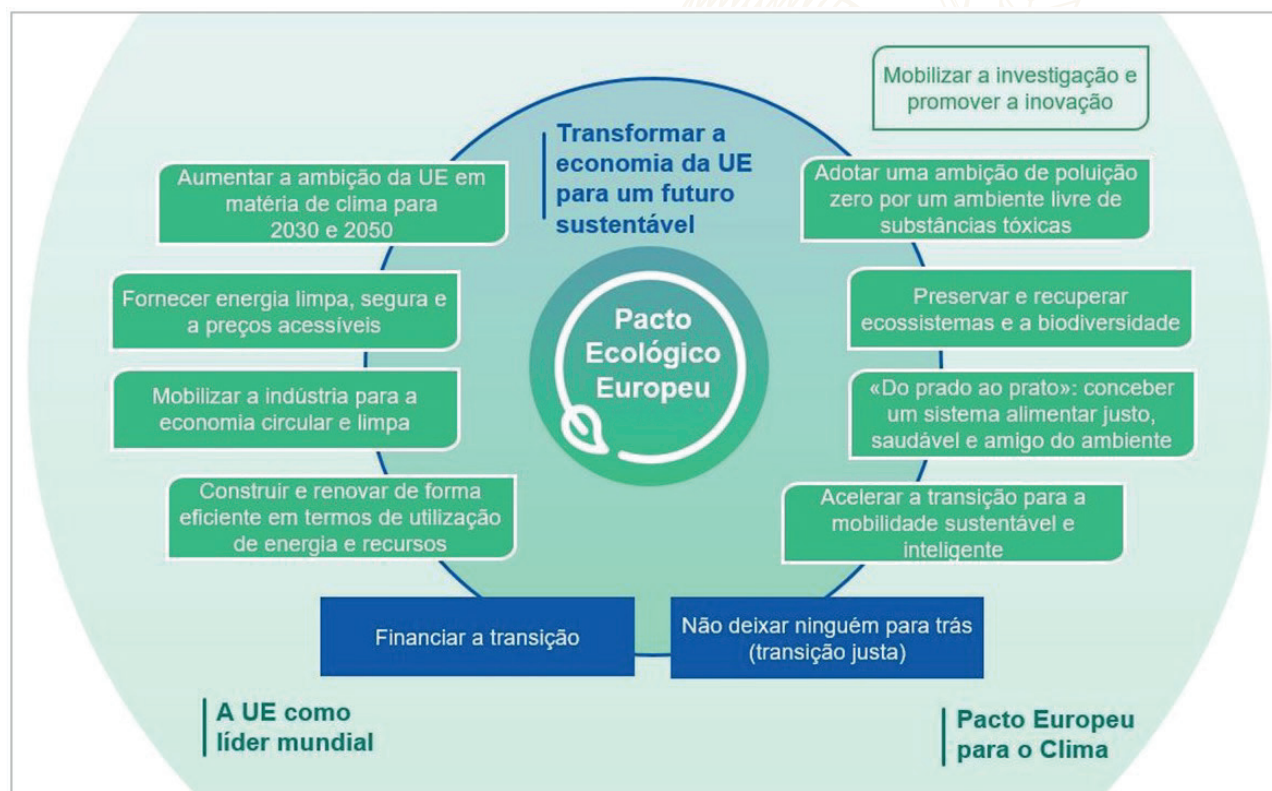 Mobilizar a investigação e
promover a inovação
Transformar a
economia da UE
para um futuro
sustentável
Aumentar a ambição da UE em
matéria de clima para
2030 e 2050
Adotar uma ambição de poluição
zero por um ambiente livre de
substâncias tóxicas
Fornecer energia limpa, segura e
a preços acessíveis
Preservar e recuperar
ecossistemas e a biodiversidade
Pacto
Ecológico
Europeu
Mobilizar a indústria para a
economia circular e limpa
«Do prado ao prato»: conceber
um sistema alimentar justo,
saudável e amigo do ambiente
Construir e renovar de forma
eficiente em termos de utilização
de energia e recursos
Acelerar a transição para a
mobilidade sustentável e
inteligente
Financiar a transição
Não deixar ninguém para trás
(transição justa)
A UE como
líder mundial
Pacto Europeu
para o Clima